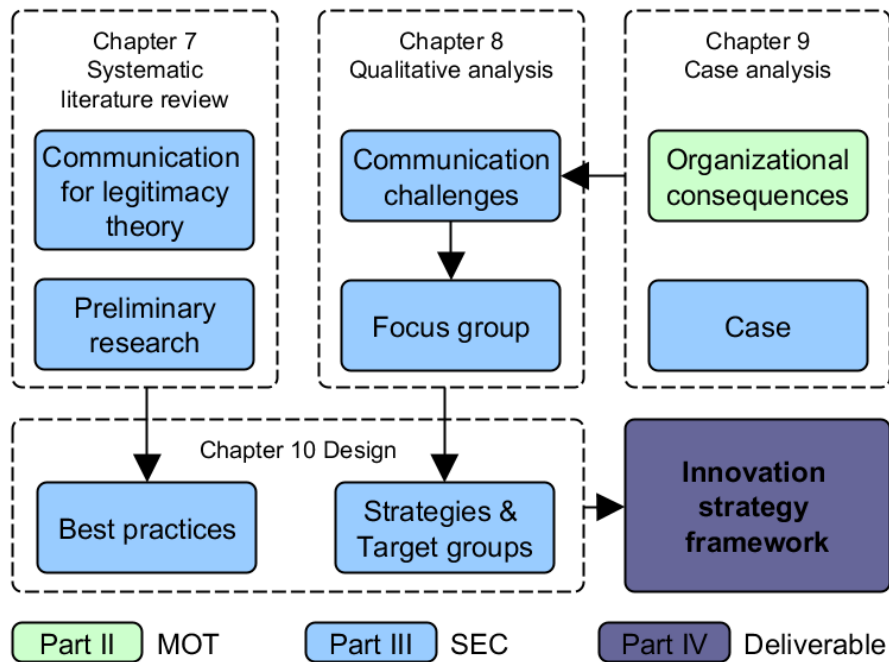 Chapter 7
Systematic
literature review
Communication
for legitimacy
theory
Preliminary
research
Chapter 8
Qualitative analysis
Communication
challenges
Focus group
Chapter 9
Case analysis
Organizational
consequences
Case
Chapter 10 Design
Best practices
Strategies &
Target groups
Innovation
strategy
framework
Part II MOT
Part III SEC
Part IV Deliverable